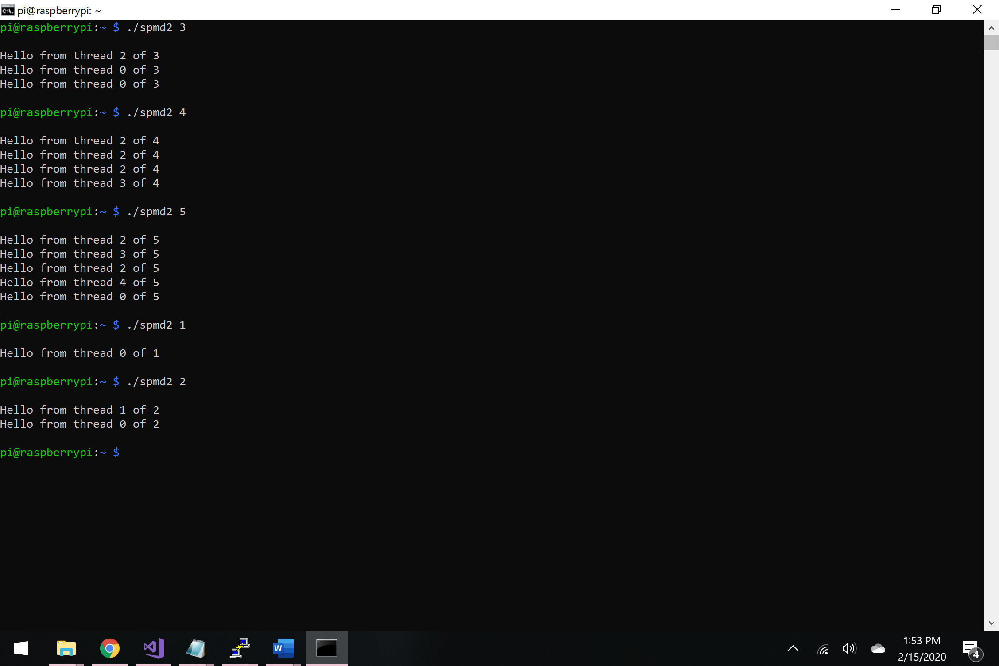 pi@raspberrypi: ~
pi@raspberrypi:~ $ ./spmd2 3
Hello from thread 2 of 3
Hello from thread 0 of 3
Hello from thread 0 of 3
pi@raspberrypi:~ $ ./spmd2 4
Hello from thread 2 of 4
Hello from thread 2 of 4
Hello from thread 2 of 4
Hello from thread 3 of 4
pi@raspberrypi:~ $ ./spmd2 5
Hello from thread 2 of 5
Hello from thread 3 of 5
Hello from thread 2 of 5
Hello from thread 4 of 5
Hello from thread 0 of 5
pi@raspberrypi:~ $ ./spmd2 1
Hello from thread 0 of 1
pi@raspberrypi:~ $ ./spmd2 2
Hello from thread 1 of 2
Hello from thread 0 of 2
pi@raspberrypi:~ $
W
1:53 PM
2/15/2020
4